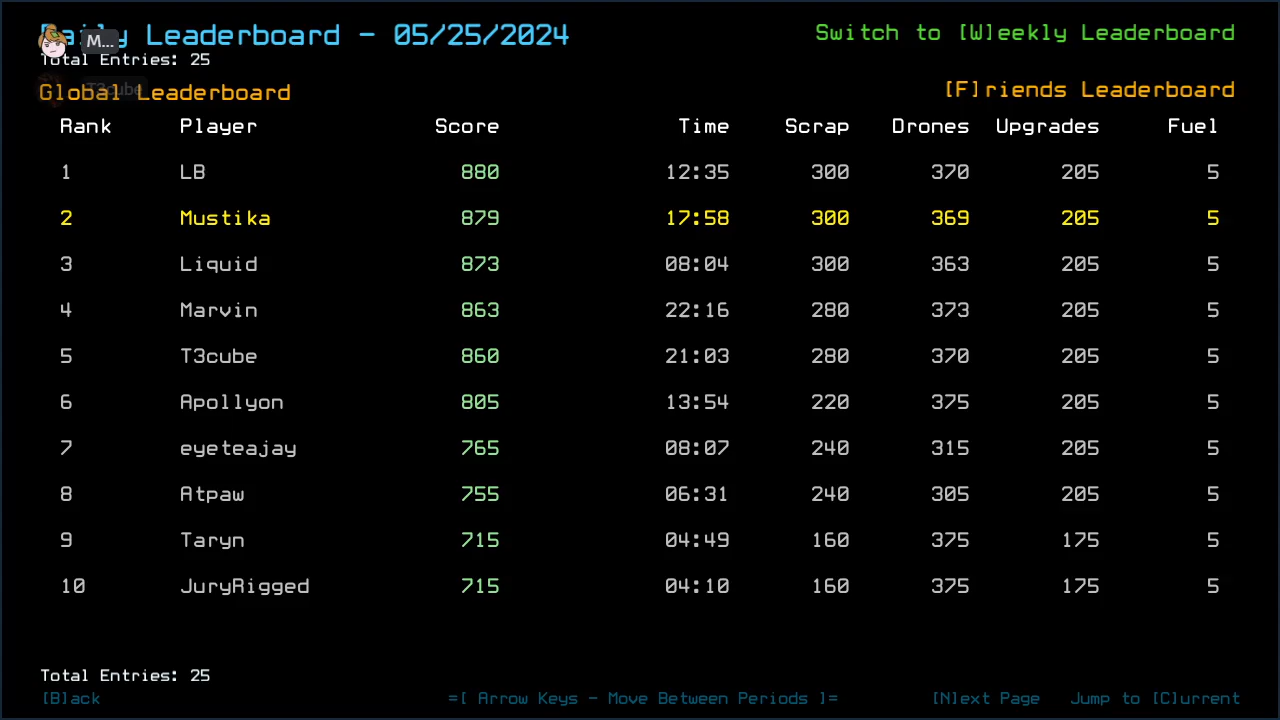 Daily Leaderboard - 05/25/2024
Switch to [W]eekly Leaderboard
M...
Total Entries: 25
T3cube
Global Leaderboard
[F]riends Leaderboard
Rank Player Score Time Scrap Drones Upgrades Fuel
1 LB 880 12:35 300 370 205 5
2 Mustika 879 17:58 300 369 205 5
3 Liquid 873 08:04 300 363 205 5
4 Marvin 863 22:16 280 373 205 5
5 T3cube 860 21:03 280 370 205 5
6 Apollyon 805 13:54 220 375 205 5
7 eyeteajay 765 08:07 240 315 205 5
8 Atpaw 755 06:31 240 305 205 5
9 Taryn 715 04:49 160 375 175 5
10 JuryRigged 715 04:10 160 375 175 5
Total Entries: 25
[B]ack =[ Arrow Keys - Move Between Periods ]= [N]ext Page Jump to [C]urrent